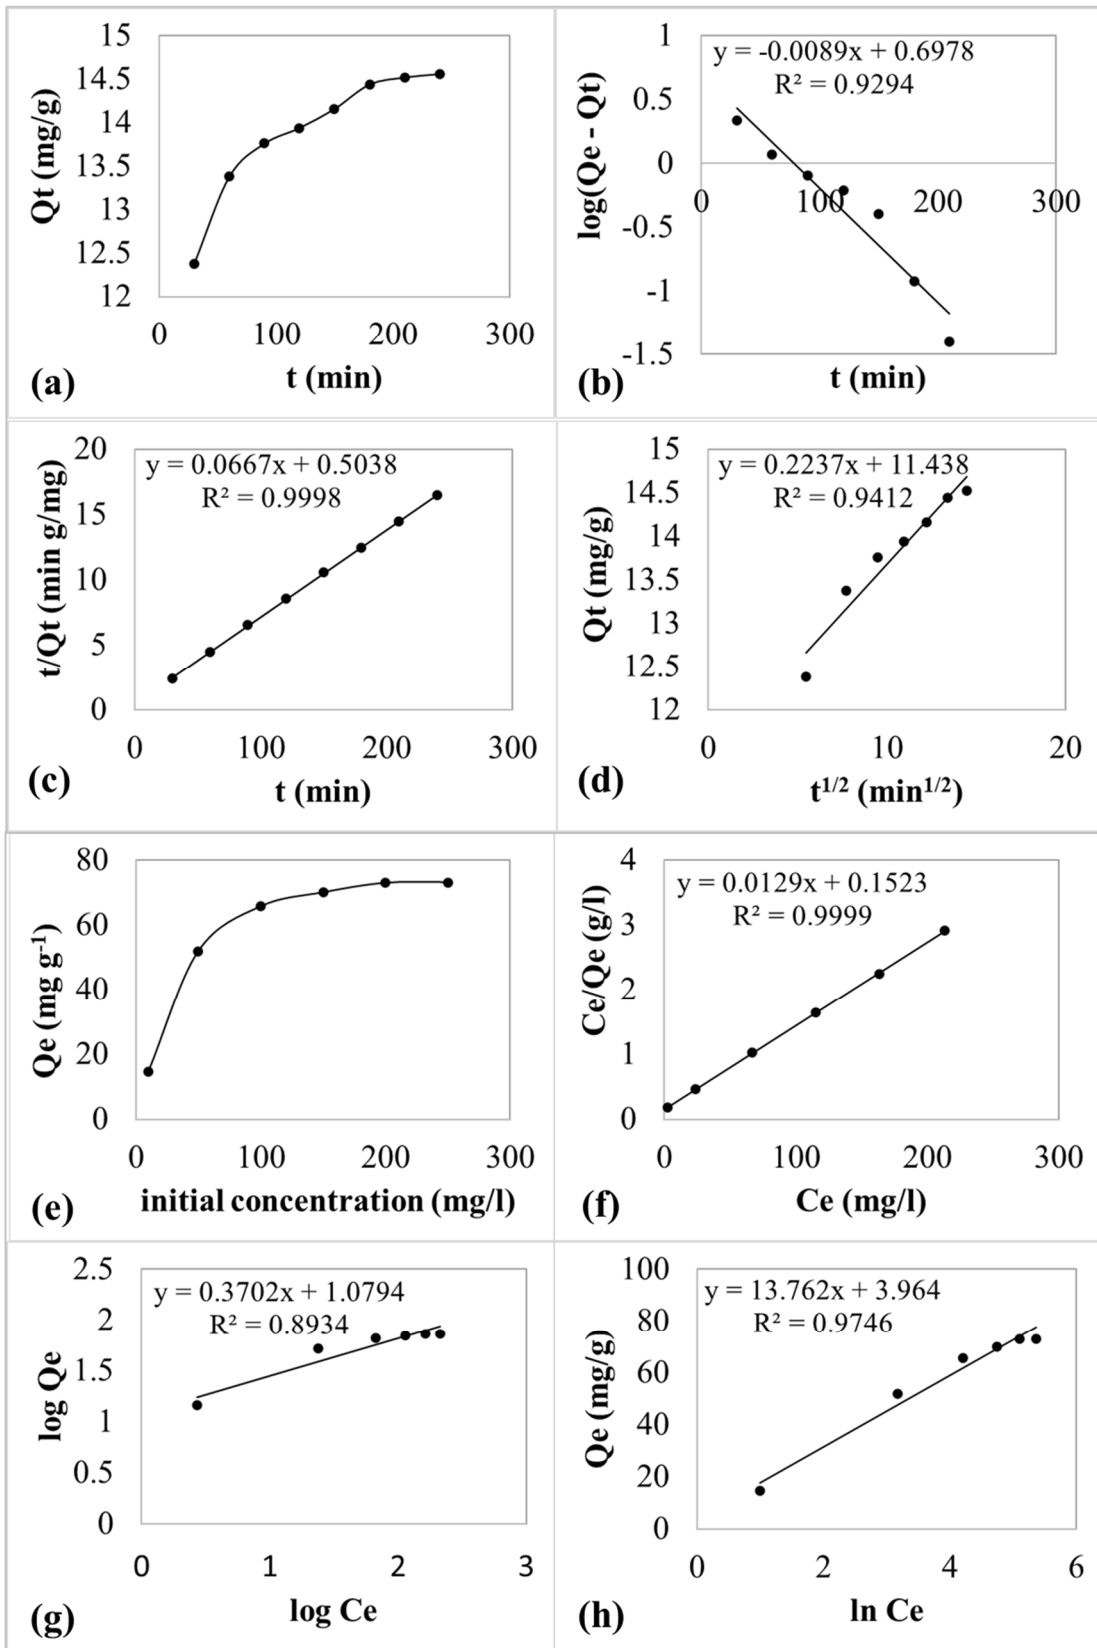 15
14.5
14
13.5
13
12.5
12
Qt (mg/g)
0 100 200 300
t (min)
(a)
y = -0.0089x + 0.6978
R² = 0.9294
1
0.5
0
-0.5
-1
-1.5
log(Qe - Qt)
0 100 200 300
t (min)
(b)
y = 0.0667x + 0.5038
R² = 0.9998
20
15
10
5
0
t/Qt (min g/mg)
0 100 200 300
t (min)
(c)
y = 0.2237x + 11.438
R² = 0.9412
15
14.5
14
13.5
13
12.5
12
Qt (mg/g)
0 10 20
t¹/² (min¹/²)
(d)
80
60
40
20
0
Qe (mg g⁻¹)
0 100 200 300
initial concentration (mg/l)
(e)
y = 0.0129x + 0.1523
R² = 0.9999
4
3
2
1
0
Ce/Qe (g/l)
0 100 200 300
Ce (mg/l)
(f)
y = 0.3702x + 1.0794
R² = 0.8934
2.5
2
1.5
1
0.5
0
log Qe
0 1 2 3
log Ce
(g)
y = 13.762x + 3.964
R² = 0.9746
100
80
60
40
20
0
Qe (mg/g)
0 2 4 6
ln Ce
(h)